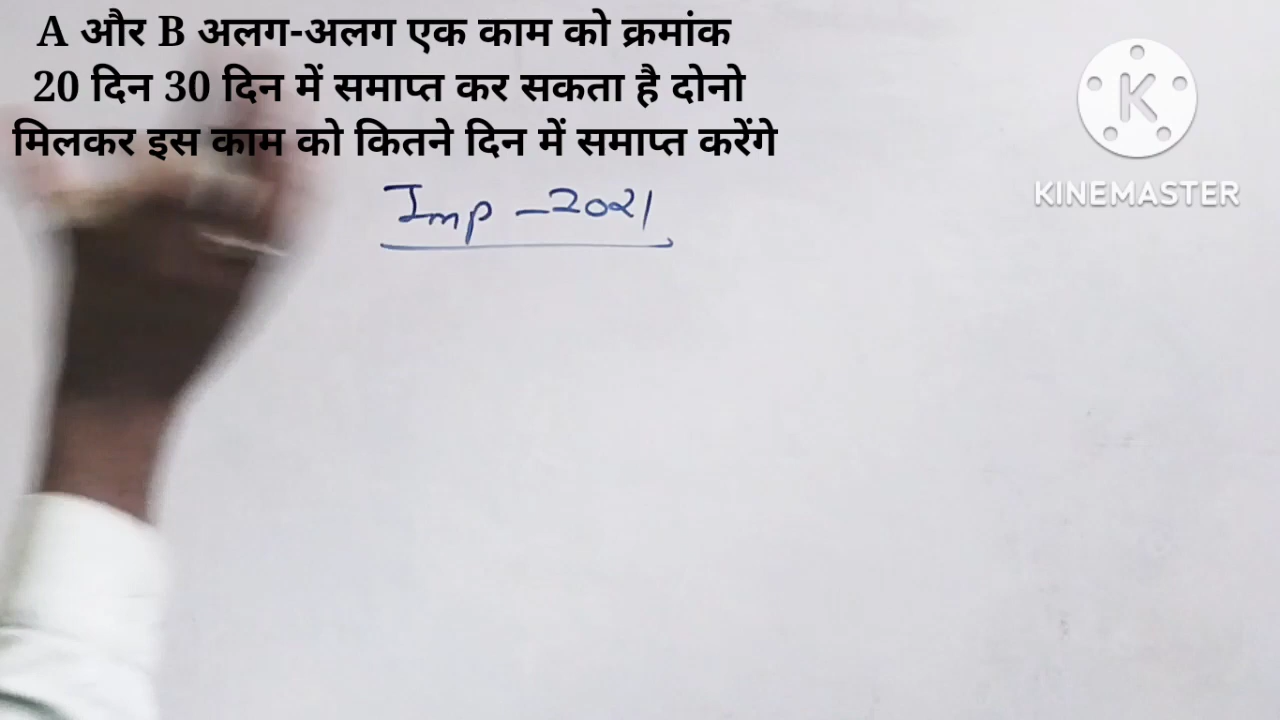 A और B अलग-अलग एक काम को क्रमांक
20 दिन 30 दिन में समाप्त कर सकता है दोनो
मिलकर इस काम को कितने दिन में समाप्त करेंगे
Imp - 2021
K
KINEMASTER